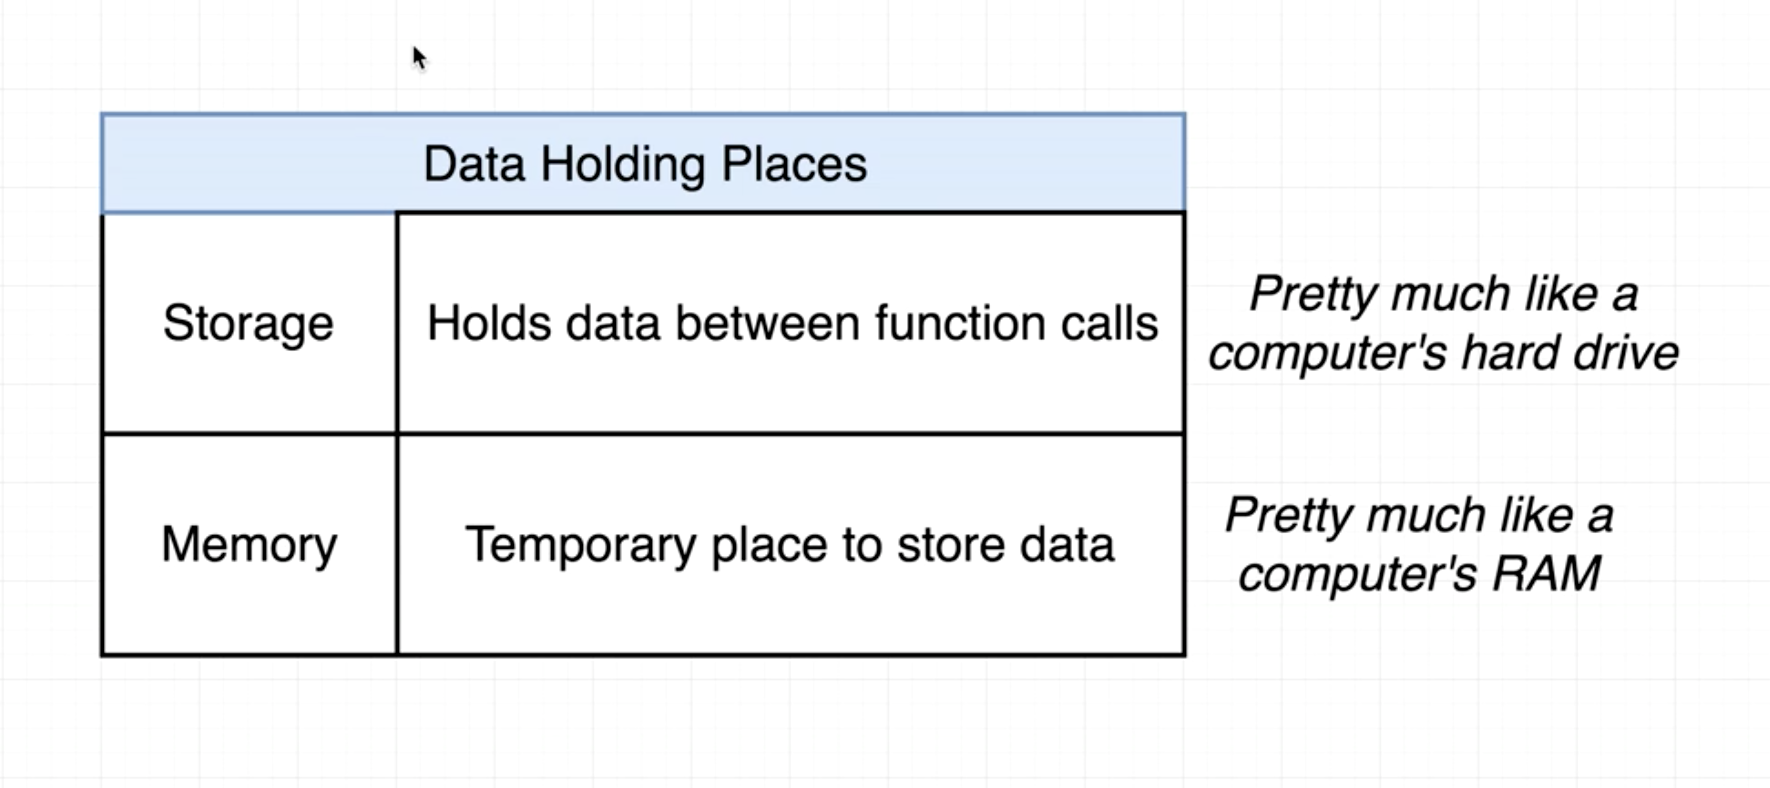 Data Holding Places
Storage
Holds data between function calls
Pretty much like a
computer's hard drive
Memory
Temporary place to store data
Pretty much like a
computer's RAM